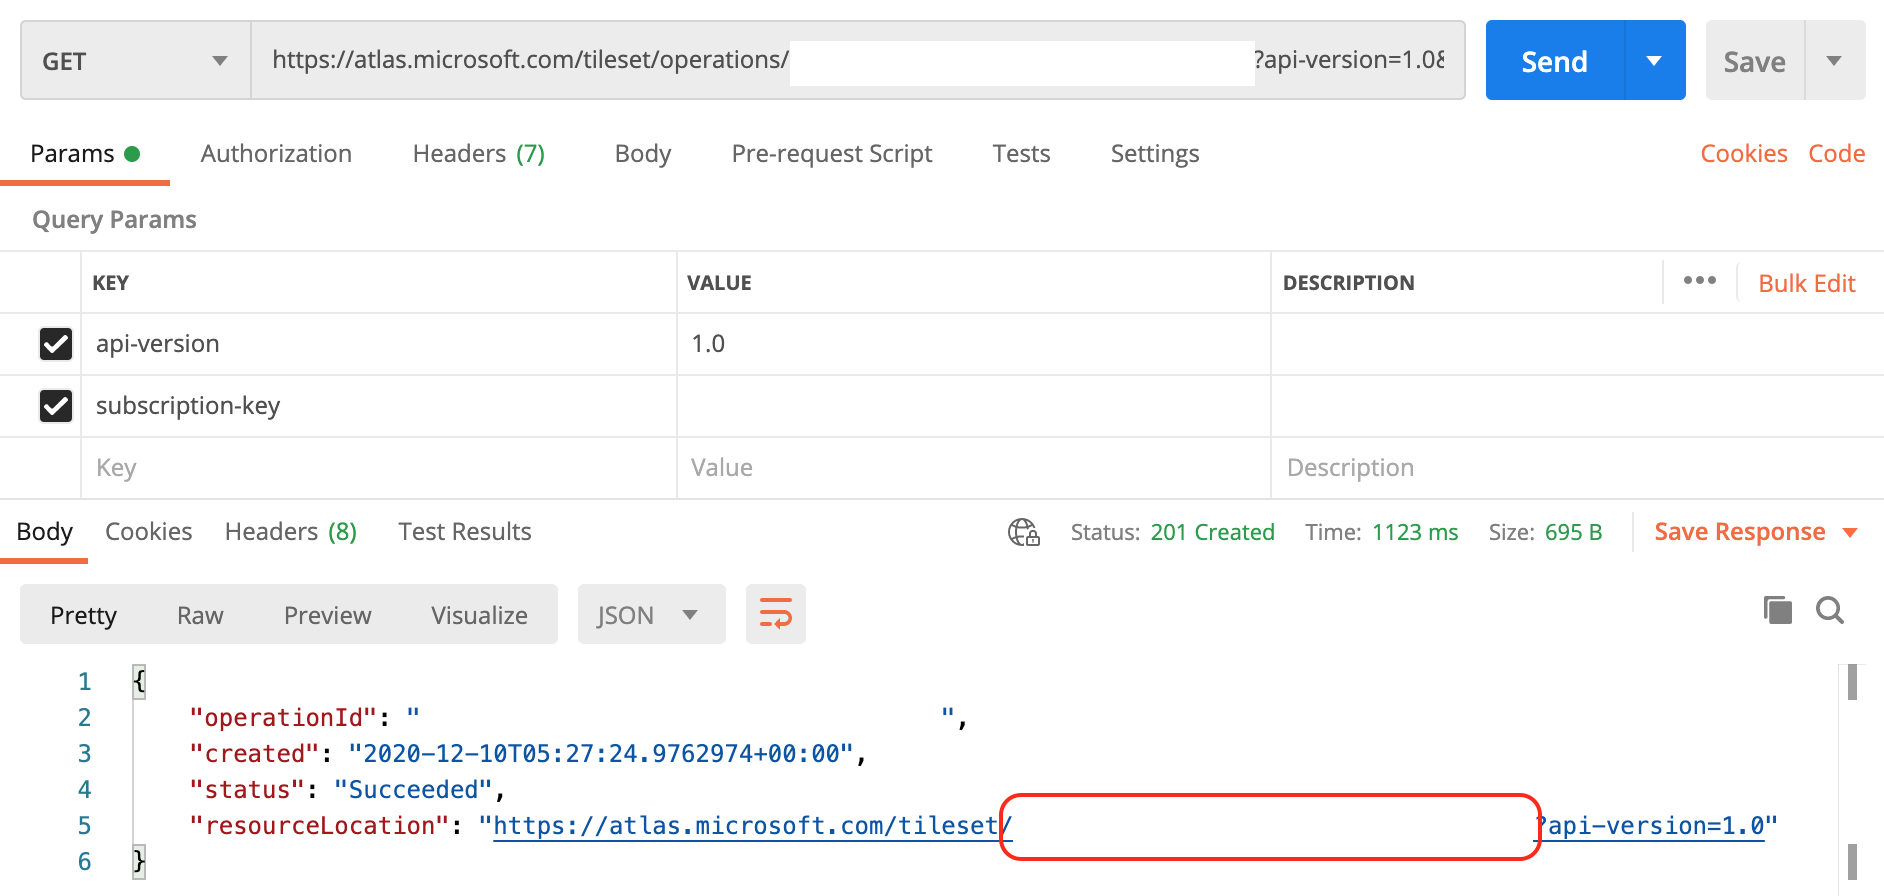 GET https://atlas.microsoft.com/tileset/operations/ ?api-version=1.0& Send Save
Params Authorization Headers (7) Body Pre-request Script Tests Settings Cookies Code
Query Params
KEY VALUE DESCRIPTION ••• Bulk Edit
api-version 1.0
subscription-key
Key Value Description
Body Cookies Headers (8) Test Results Status: 201 Created Time: 1123 ms Size: 695 B Save Response
Pretty Raw Preview Visualize JSON
1 {
2 "operationId": " ",
3 "created": "2020-12-10T05:27:24.9762974+00:00",
4 "status": "Succeeded",
5 "resourceLocation": "https://atlas.microsoft.com/tileset/ ?api-version=1.0"
6 }